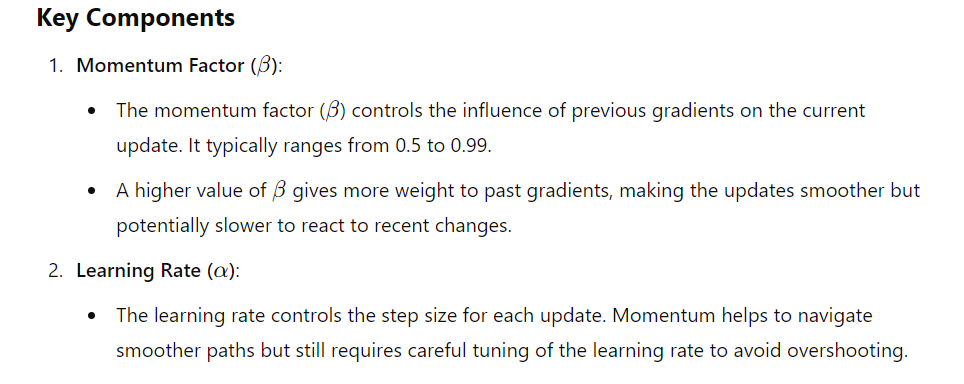 Key Components
1. Momentum Factor (β):
• The momentum factor (β) controls the influence of previous gradients on the current
update. It typically ranges from 0.5 to 0.99.
• A higher value of β gives more weight to past gradients, making the updates smoother but
potentially slower to react to recent changes.
2. Learning Rate (α):
• The learning rate controls the step size for each update. Momentum helps to navigate
smoother paths but still requires careful tuning of the learning rate to avoid overshooting.